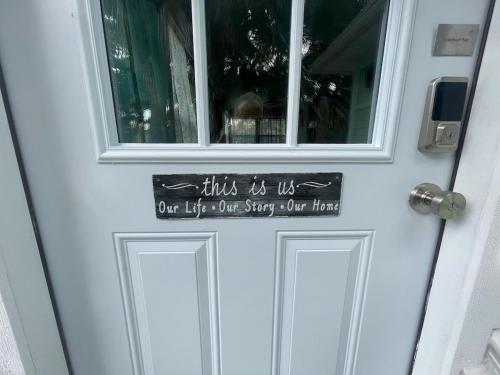 this is us
Our Life • Our Story • Our Home